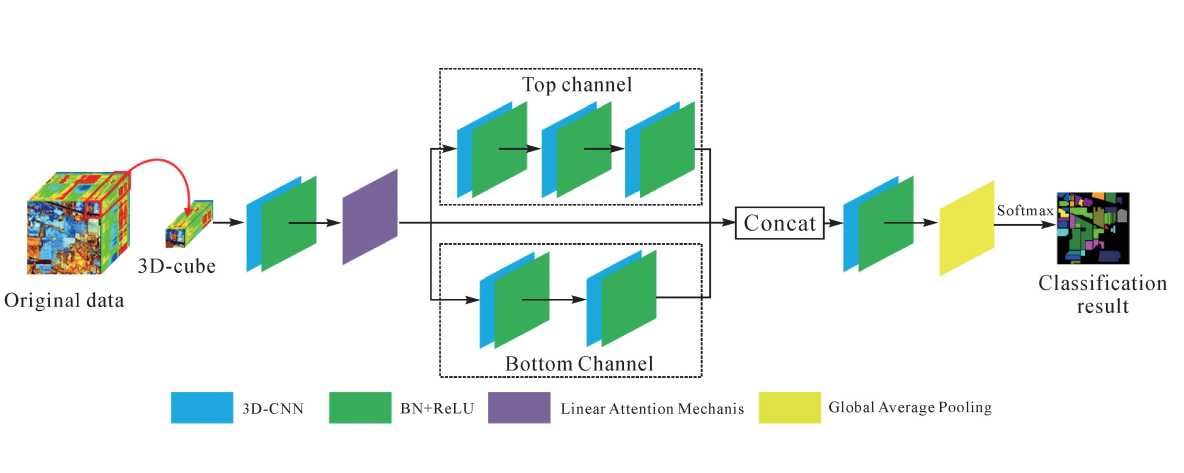 Top channel
Original data
3D-cube
Concat
Softmax
Classification
result
Bottom Channel
3D-CNN
BN+ReLU
Linear Attention Mechanis
Global Average Pooling